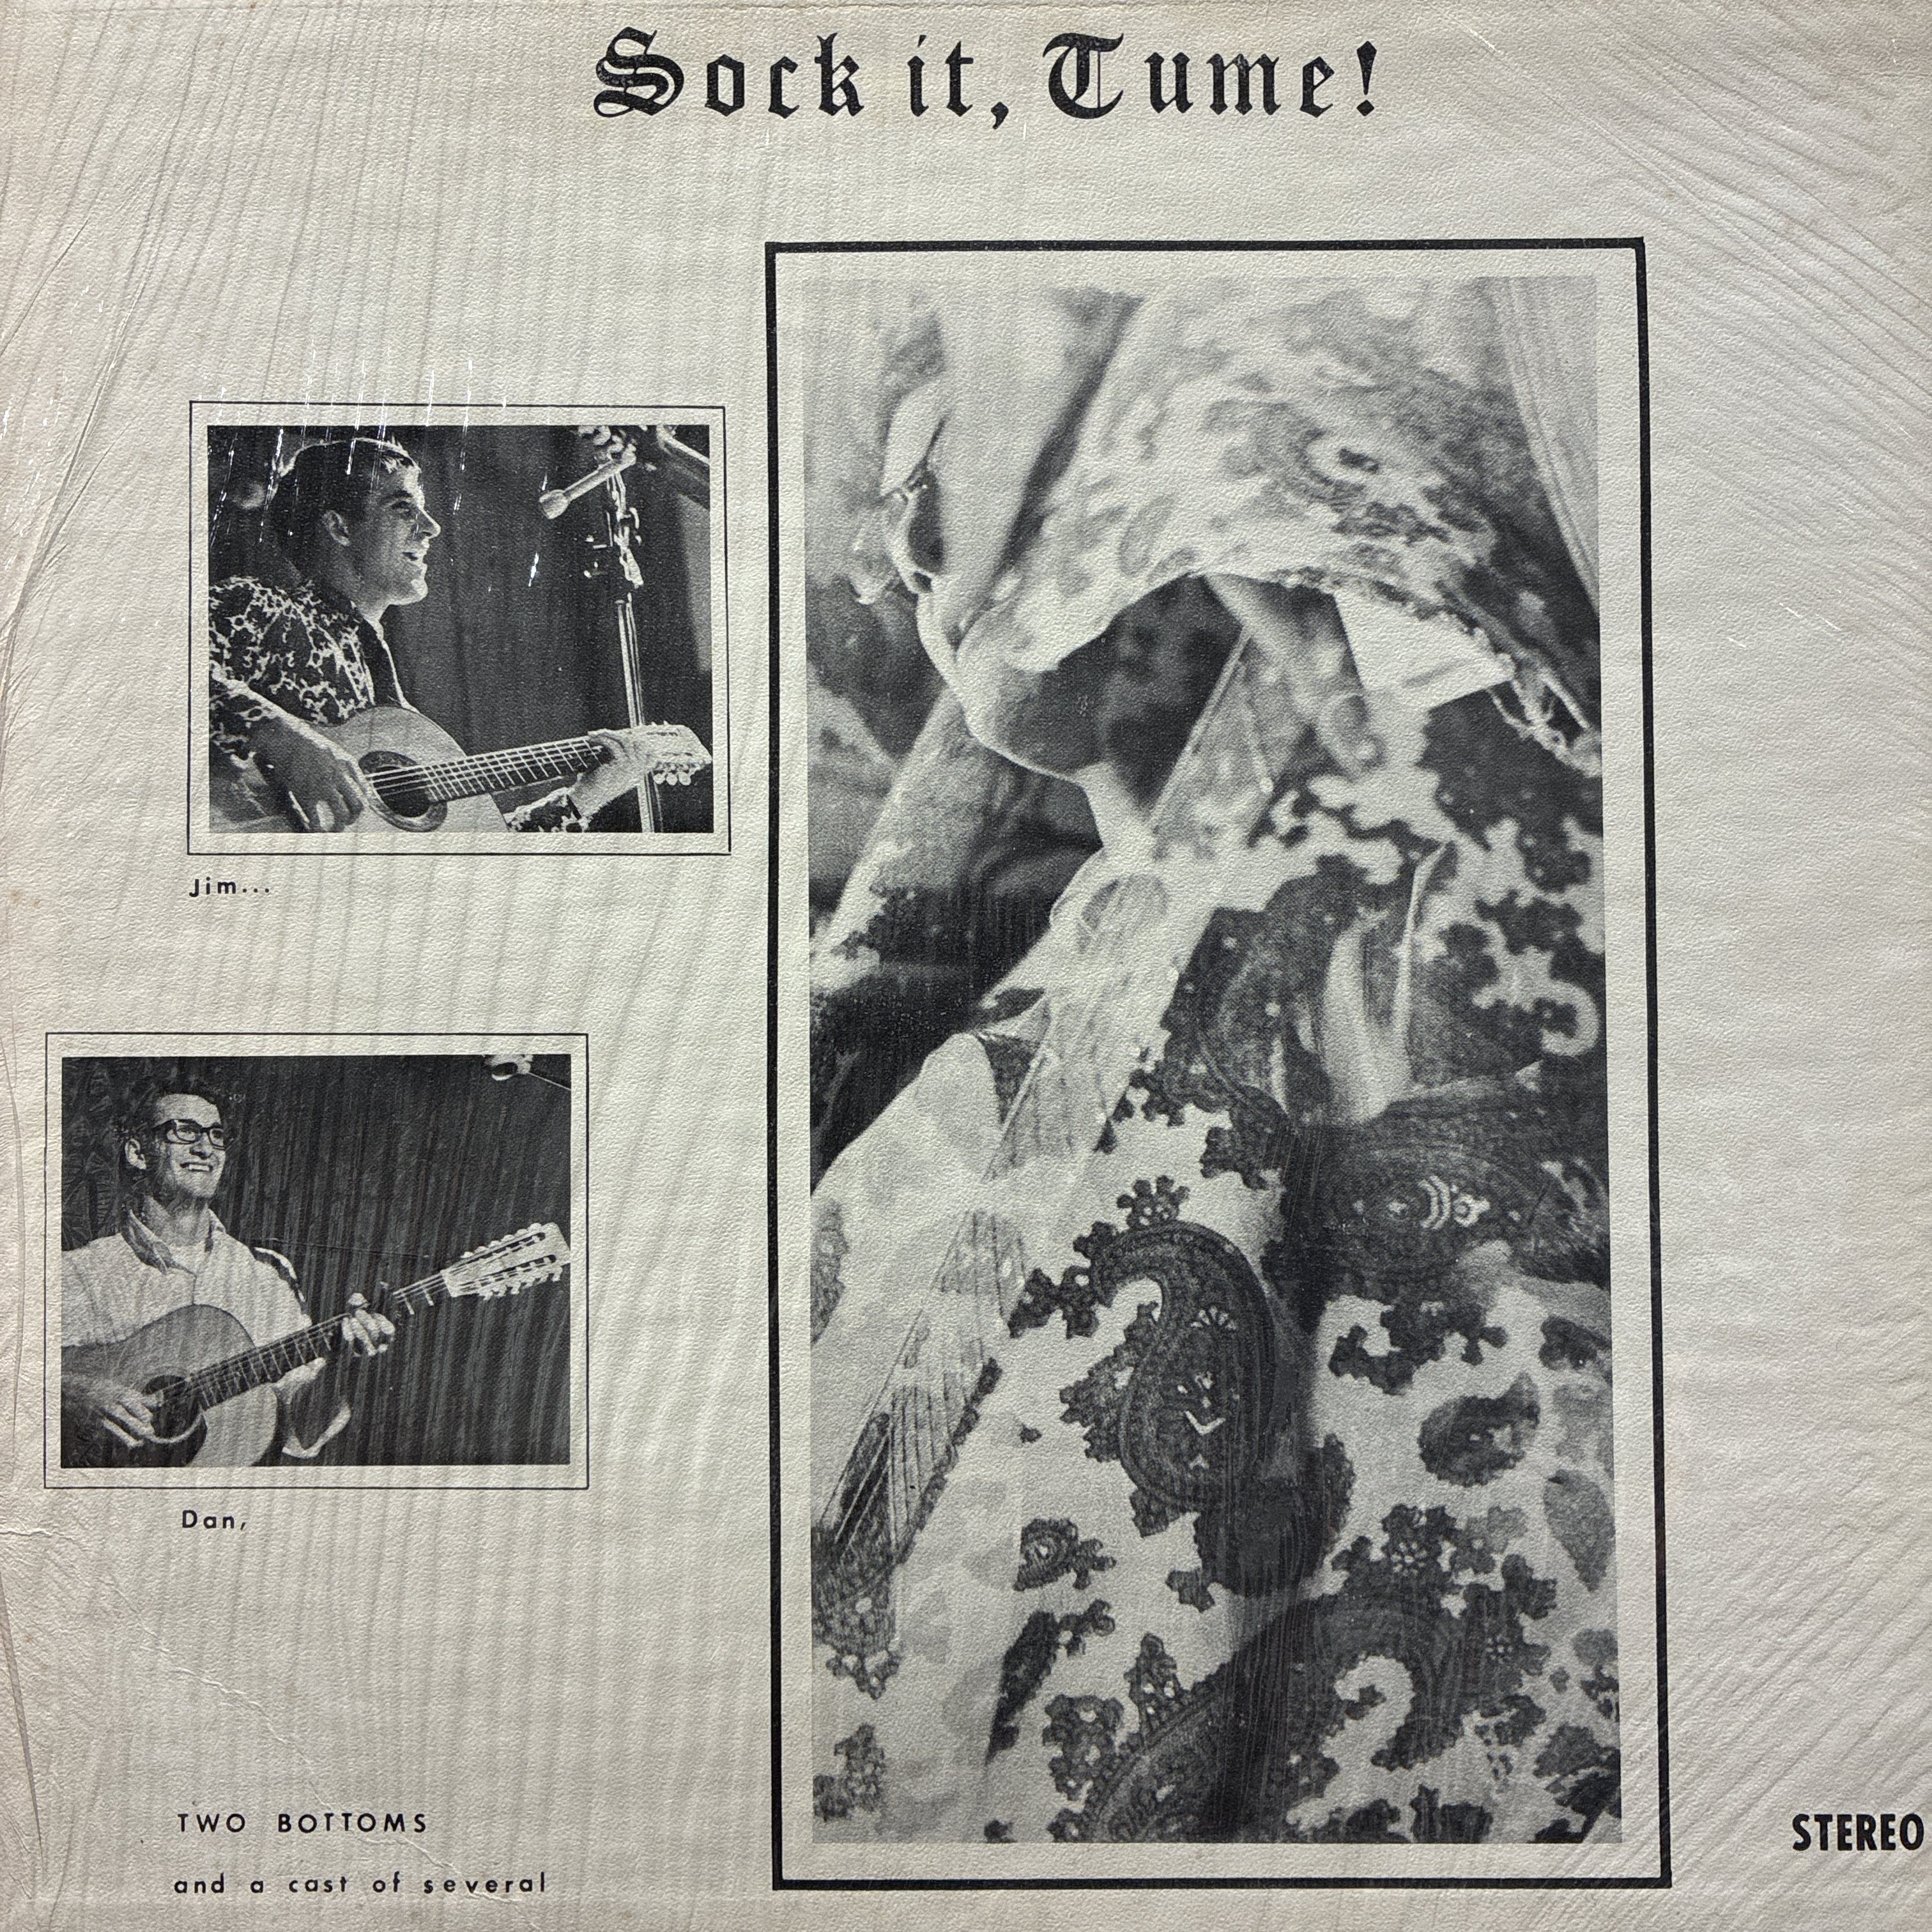 Sock it, Tume!
Jim...
Dan,
TWO BOTTOMS
and a cast of several
STEREO